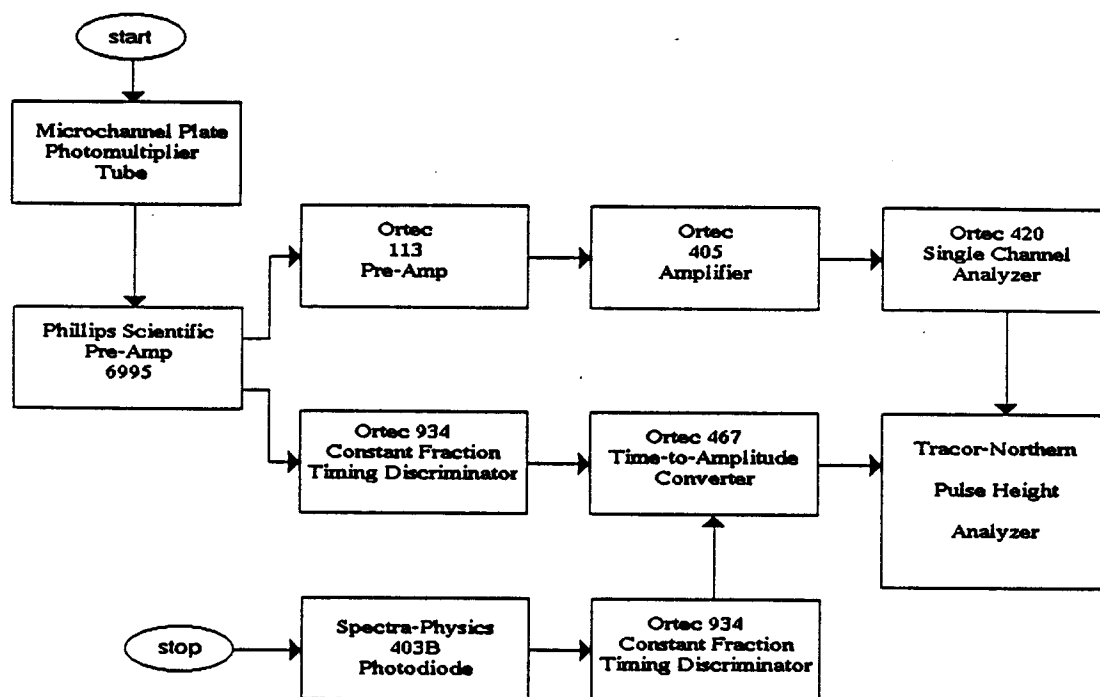 start
Microchannel Plate
Photomultiplier
Tube
Phillips Scientific
Pre-Amp
6995
Ortec
113
Pre-Amp
Ortec
405
Amplifier
Ortec 420
Single Channel
Analyzer
Ortec 934
Constant Fraction
Timing Discriminator
Ortec 467
Time-to-Amplitude
Converter
Tracor-Northern
Pulse Height
Analyzer
stop
Spectra-Physics
403B
Photodiode
Ortec 934
Constant Fraction
Timing Discriminator